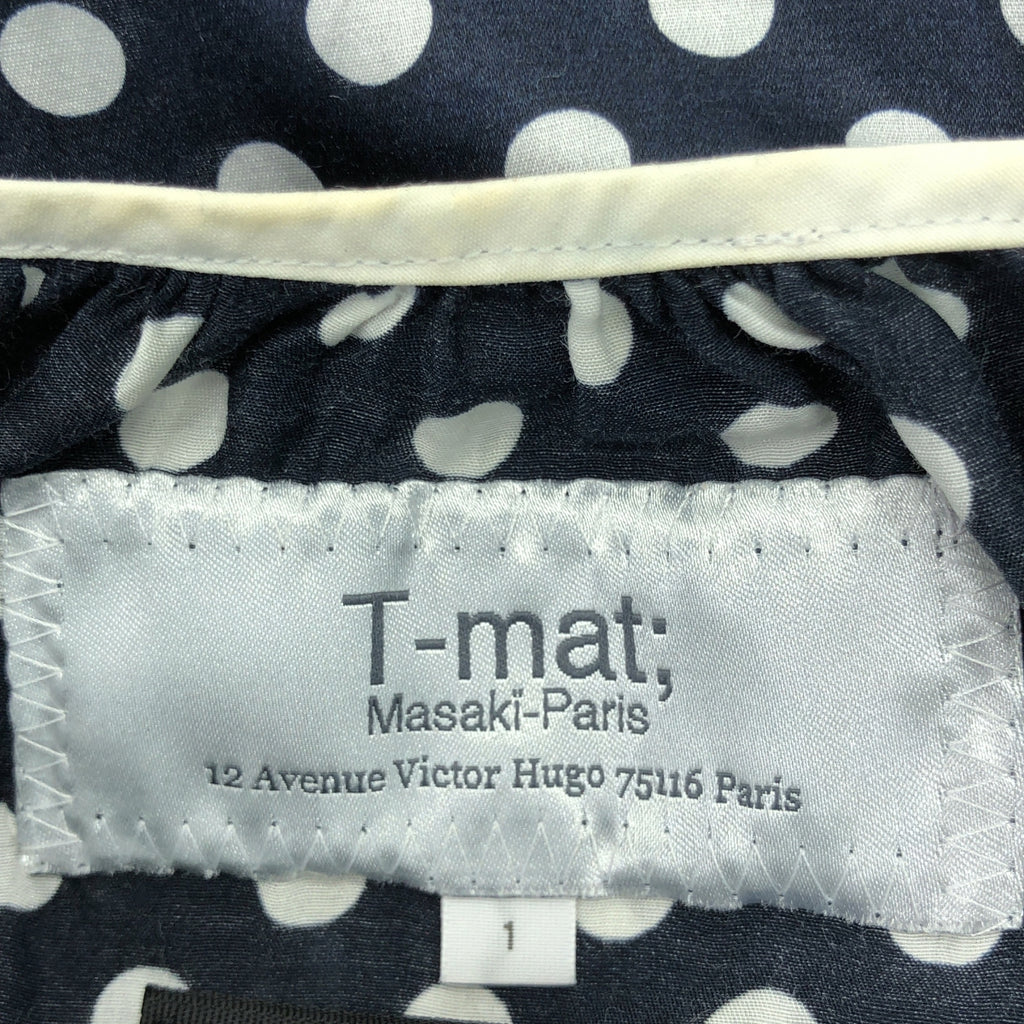 T-mat;
Masakï-Paris
12 Avenue Victor Hugo 75116 Paris
1